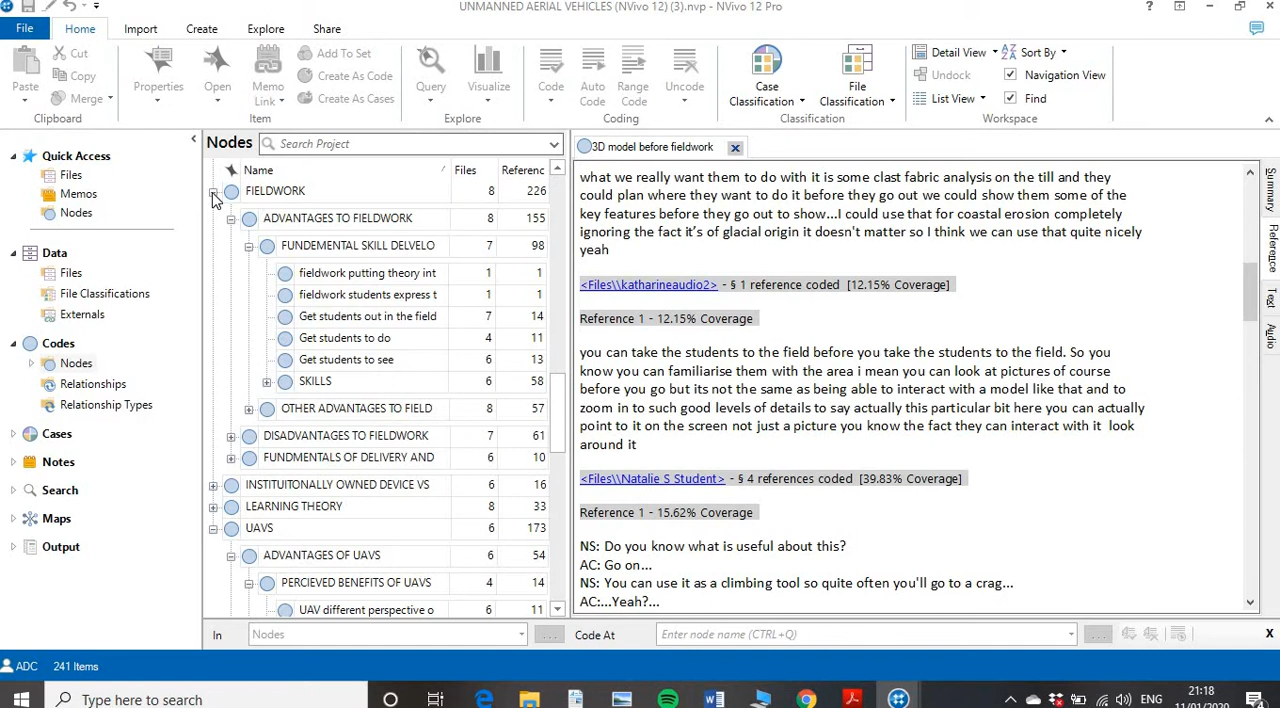 UNMANNED AERIAL VEHICLES (NVivo 12) (3).nvp - NVivo 12 Pro
File Home Import Create Explore Share
Paste Cut Copy Merge
Clipboard
Properties Open Memo Link Add To Set Create As Code Create As Cases
Item
Query Visualize
Explore
Code Auto Code Range Code Uncode
Coding
Case Classification File Classification
Classification
Detail View Sort By
Undock Navigation View
List View Find
Workspace
Quick Access
Files
Memos
Nodes
Data
Files
File Classifications
Externals
Codes
Nodes
Relationships
Relationship Types
Cases
Notes
Search
Maps
Output
Nodes Search Project
Name Files Referenc
FIELDWORK 8 226
ADVANTAGES TO FIELDWORK 8 155
FUNDEMENTAL SKILL DELVELO 7 98
fieldwork putting theory int 1 1
fieldwork students express t 1 1
Get students out in the field 7 14
Get students to do 4 11
Get students to see 6 13
SKILLS 6 58
OTHER ADVANTAGES TO FIELD 8 57
DISADVANTAGES TO FIELDWORK 7 61
FUNDMENTALS OF DELIVERY AND 6 10
INSTITUITONALLY OWNED DEVICE VS 6 16
LEARNING THEORY 8 33
UAVS 6 173
ADVANTAGES OF UAVS 6 54
PERCIEVED BENEFITS OF UAVS 4 14
UAV different perspective o 6 11
3D model before fieldwork
what we really want them to do with it is some clast fabric analysis on the till and they
could plan where they want to do it before they go out we could show them some of the
key features before they go out to show...I could use that for coastal erosion completely
ignoring the fact it's of glacial origin it doesn't matter so I think we can use that quite nicely
yeah
<Files\\katharineaudio2> - § 1 reference coded [12.15% Coverage]
Reference 1 - 12.15% Coverage
you can take the students to the field before you take the students to the field. So you
know you can familiarise them with the area i mean you can look at pictures of course
before you go but its not the same as being able to interact with a model like that and to
zoom in to such good levels of details to say actually this particular bit here you can actually
point to it on the screen not just a picture you know the fact they can interact with it look
around it
<Files\\Natalie S Student> - § 4 references coded [39.83% Coverage]
Reference 1 - 15.62% Coverage
NS: Do you know what is useful about this?
AC: Go on...
NS: You can use it as a climbing tool so quite often you'll go to a crag...
AC:...Yeah?...
Summary
Reference
Text
Audio
In Nodes ... Code At Enter node name (CTRL+Q) ... X
ADC 241 Items
Type here to search
ENG
21:18
11/01/2020